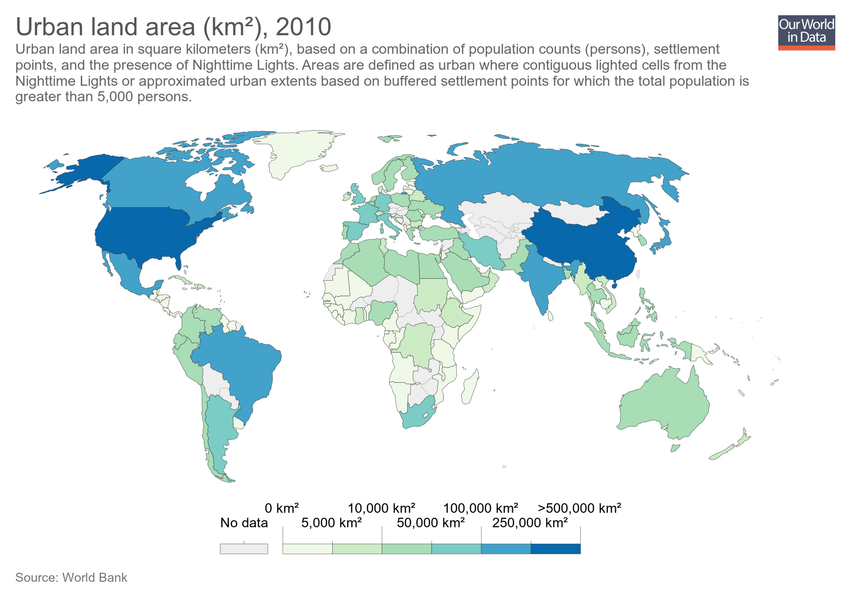 Urban land area (km²), 2010
Our World
in Data
Urban land area in square kilometers (km²), based on a combination of population counts (persons), settlement
points, and the presence of Nighttime Lights. Areas are defined as urban where contiguous lighted cells from the
Nighttime Lights or approximated urban extents based on buffered settlement points for which the total population is
greater than 5,000 persons.
0 km² 10,000 km² 100,000 km² >500,000 km²
No data 5,000 km² 50,000 km² 250,000 km²
Source: World Bank